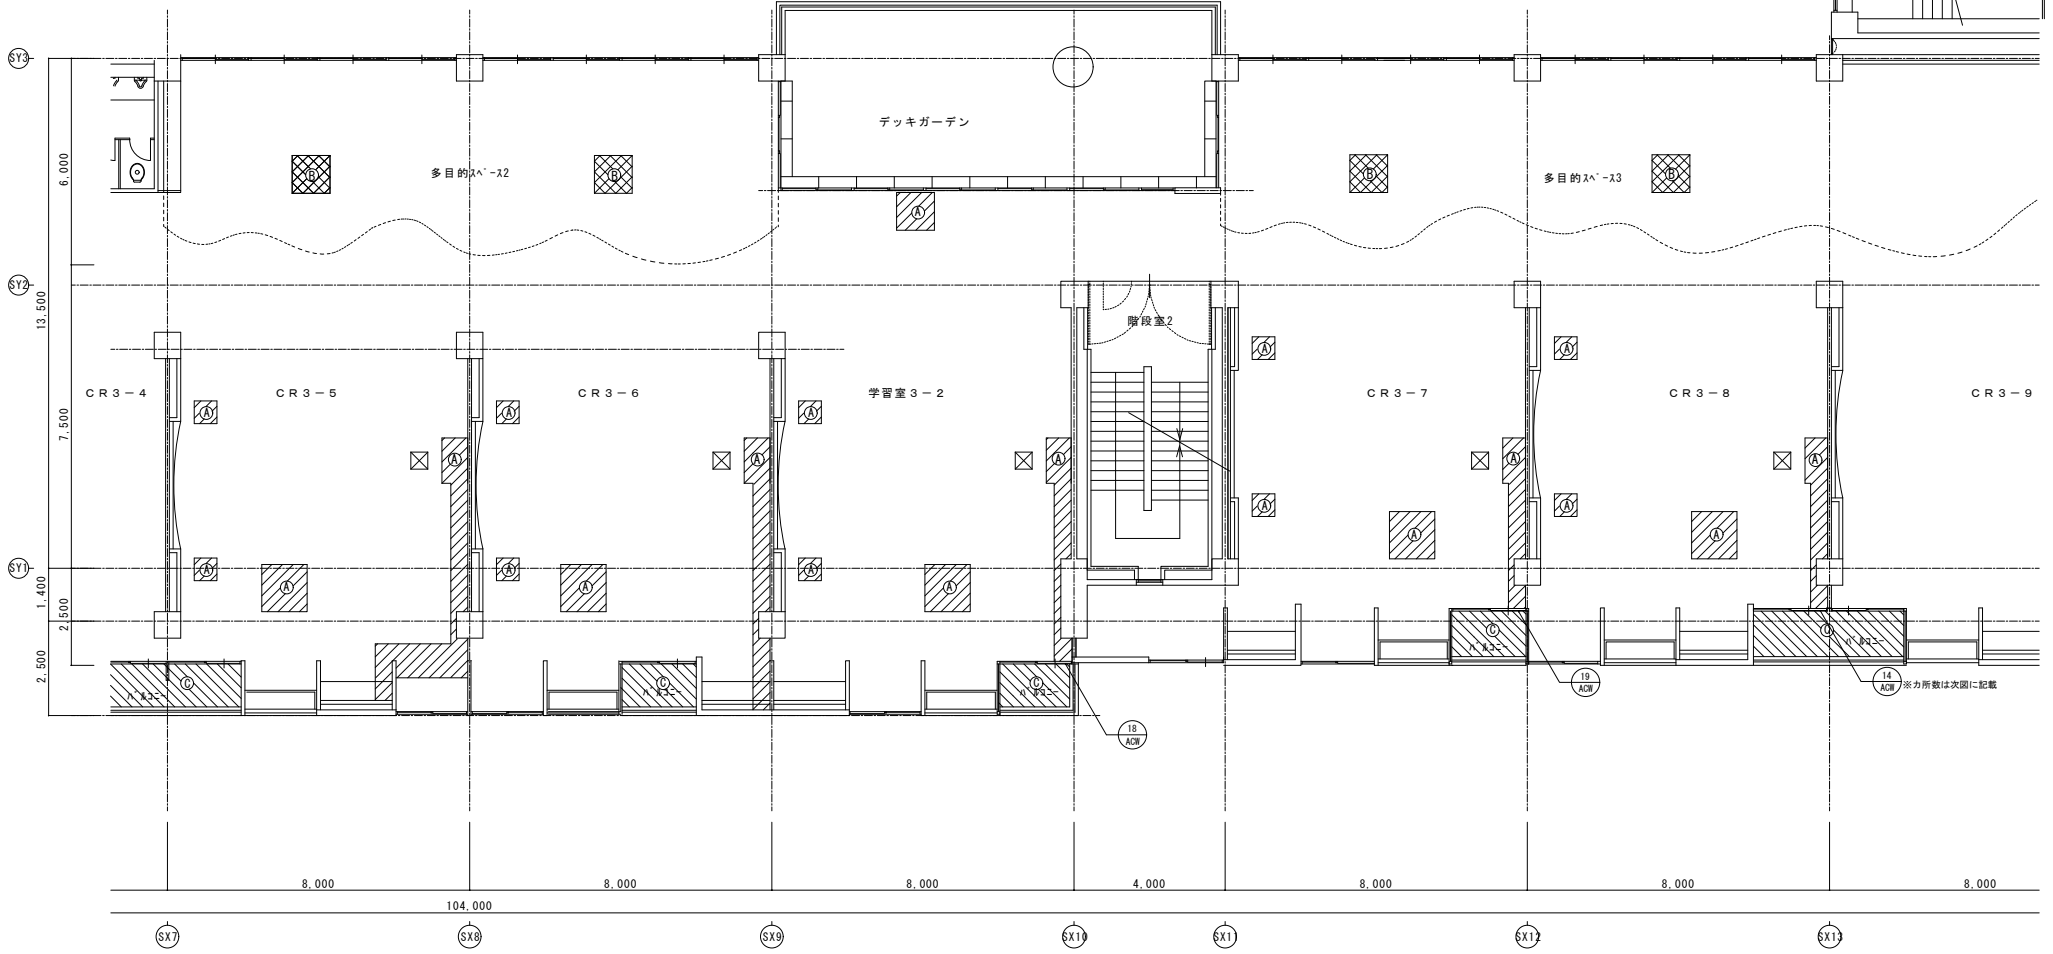 SY3
デッキガーデン
6,000
B
多目的ｽﾍﾟｰｽ2
B
A
B
多目的ｽﾍﾟｰｽ3
B
SY2
13,500
階段室2
A
A
CR3-4
CR3-5
CR3-6
学習室3-2
CR3-7
CR3-8
CR3-9
7,500
A
A
A
A
A
A
A
A
A
A
A
A
SY1
A
A
A
A
A
A
1,400
2,500
2,500
C
ﾊﾞﾙｺﾆｰ
C
ﾊﾞﾙｺﾆｰ
C
ﾊﾞﾙｺﾆｰ
C
ﾊﾞﾙｺﾆｰ
C
ﾊﾞﾙｺﾆｰ
18
ACW
19
ACW
14
ACW
※カ所数は次図に記載
8,000
8,000
8,000
4,000
8,000
8,000
8,000
104,000
SX7
SX8
SX9
SX10
SX11
SX12
SX13